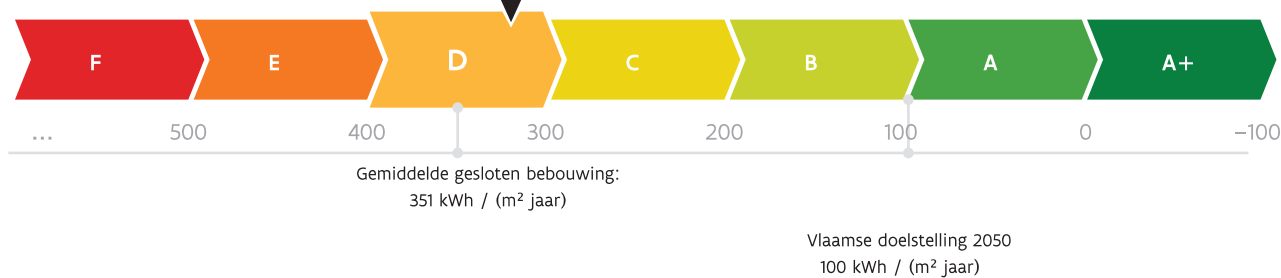 F E D C B A A+
... 500 400 300 200 100 0 −100
Gemiddelde gesloten bebouwing:
351 kWh / (m² jaar)
Vlaamse doelstelling 2050
100 kWh / (m² jaar)